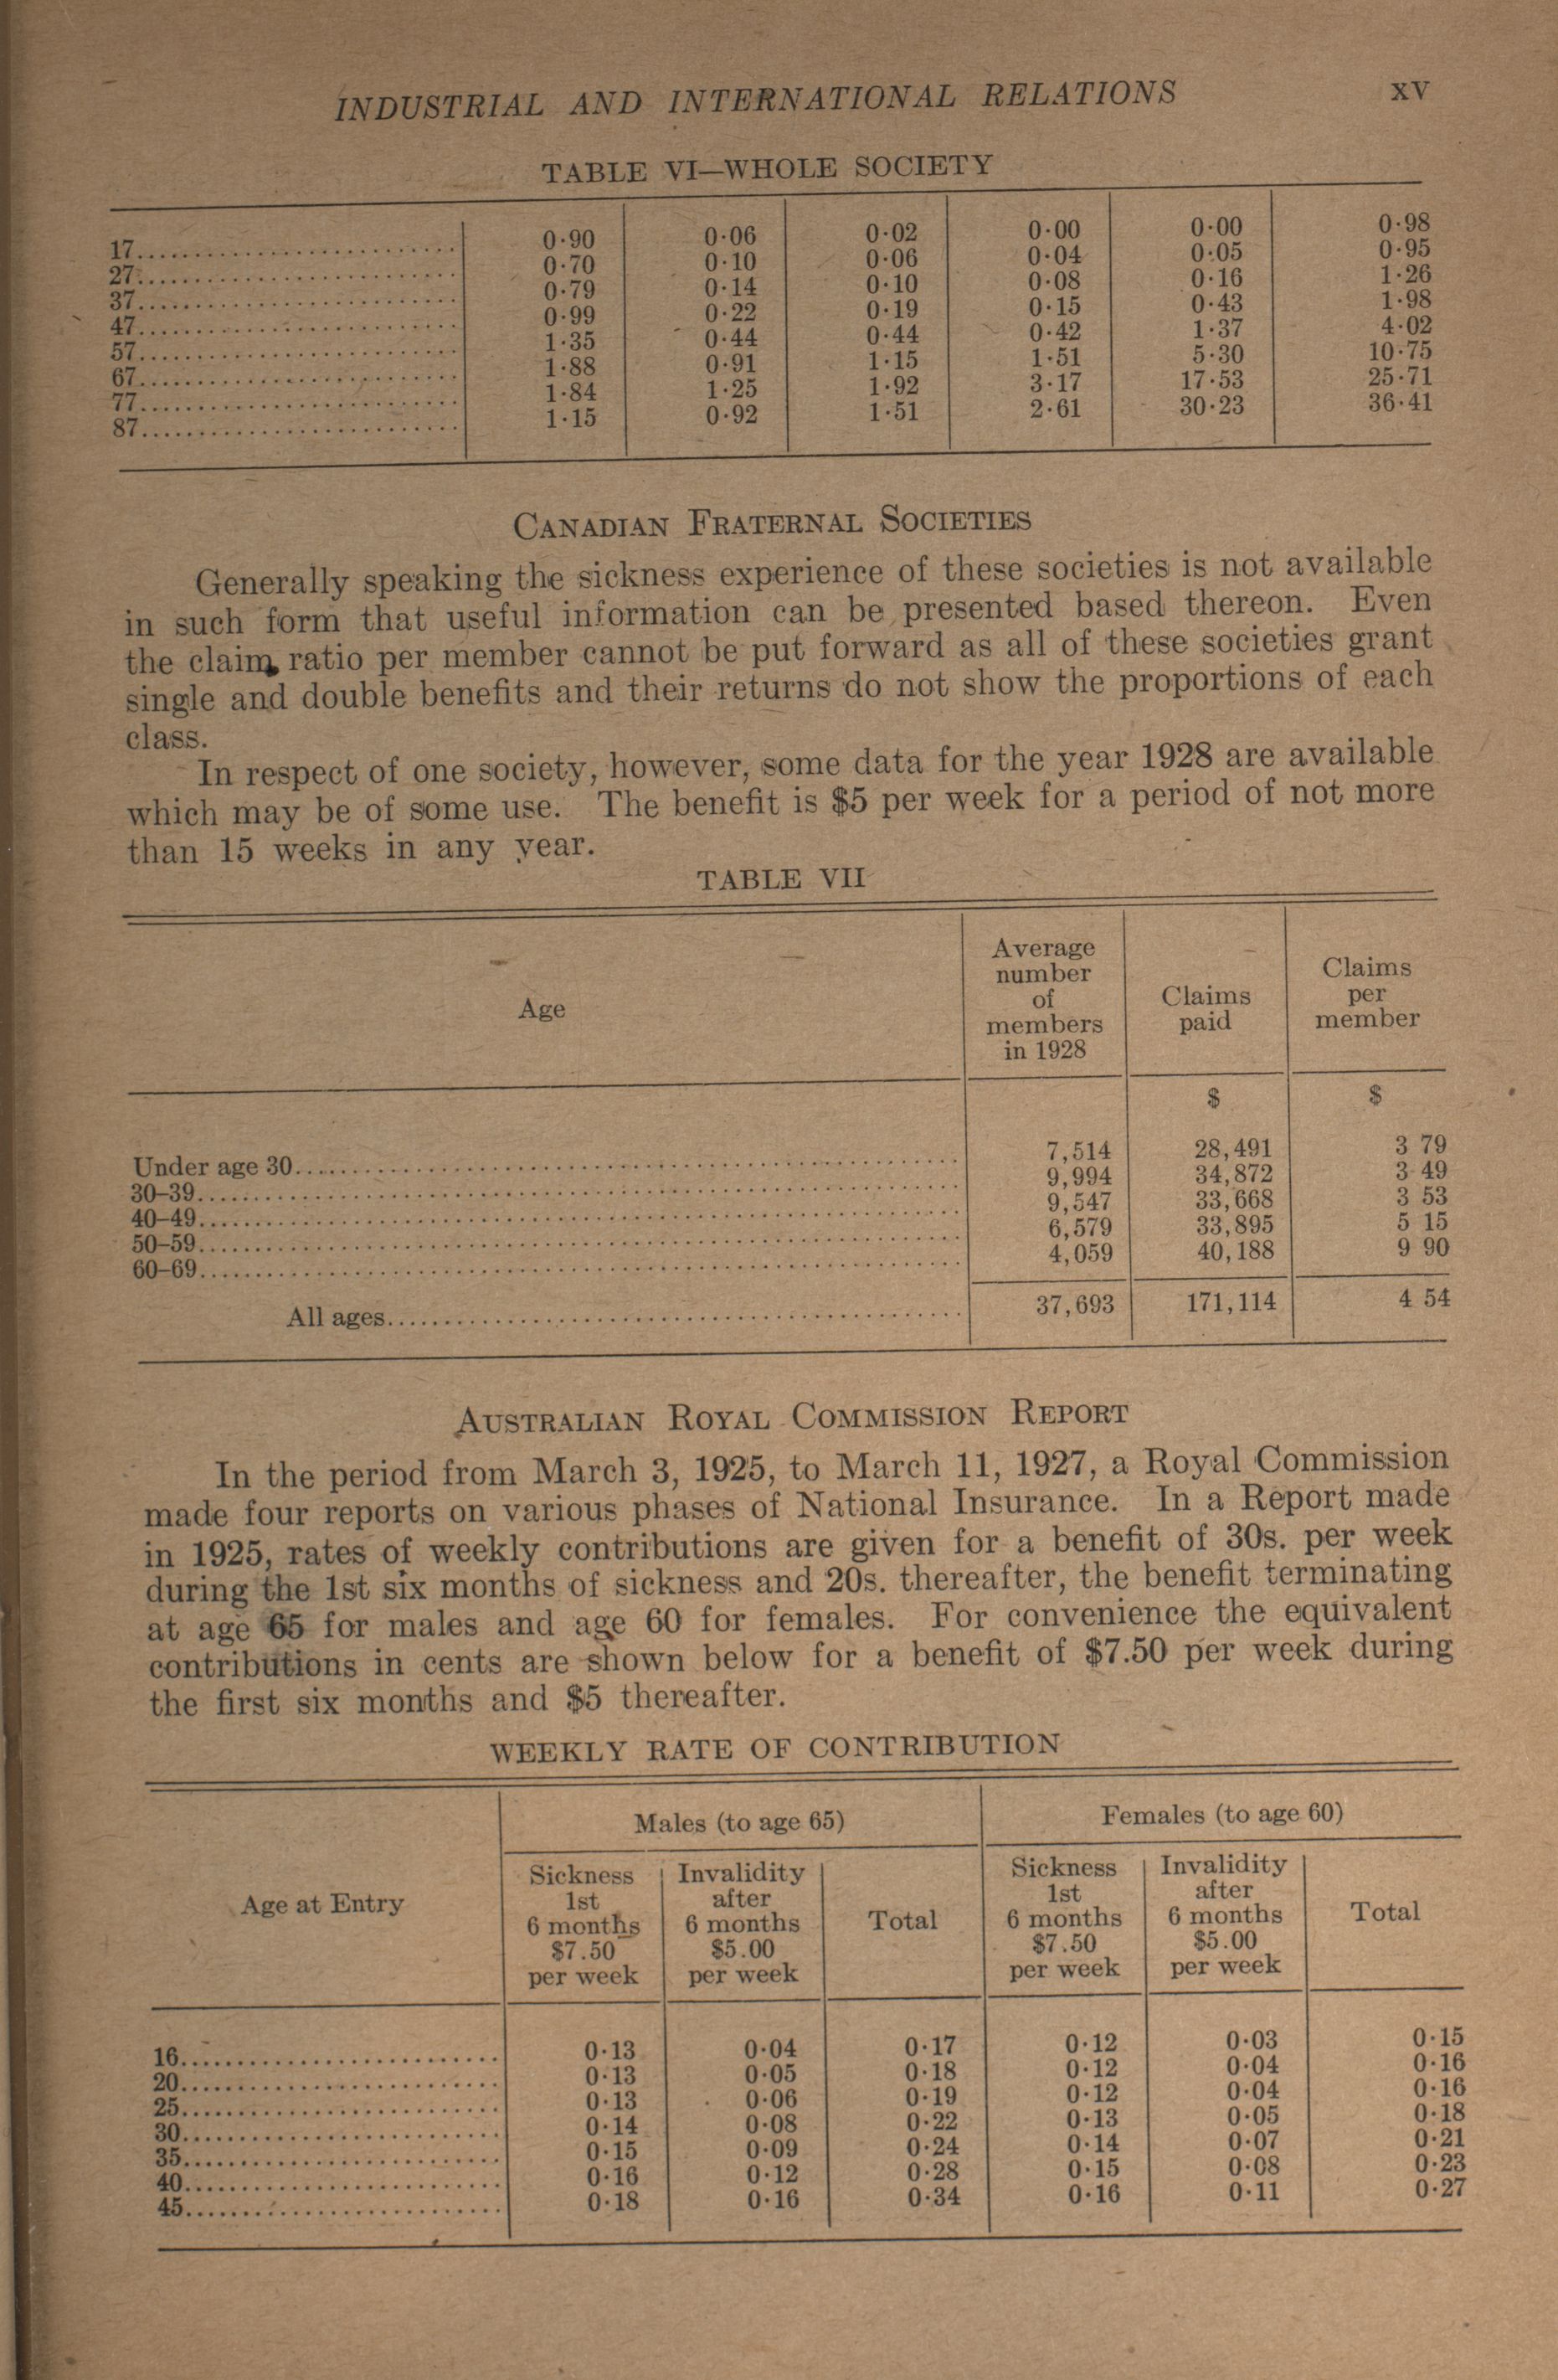 INDUSTRIAL AND INTERNATIONAL RELATIONS xv
TABLE VI—WHOLE SOCIETY
17 0·90 0·06 0·02 0·00 0·00 0·98
27 0·70 0·10 0·06 0·04 0·05 0·95
37 0·79 0·14 0·10 0·08 0·16 1·26
47 0·99 0·22 0·19 0·15 0·43 1·98
57 1·35 0·44 0·44 0·42 1·37 4·02
67 1·88 0·91 1·15 1·51 5·30 10·75
77 1·84 1·25 1·92 3·17 17·53 25·71
87 1·15 0·92 1·51 2·61 30·23 36·41
Canadian Fraternal Societies
Generally speaking the sickness experience of these societies is not available
in such form that useful information can be presented based thereon. Even
the claim ratio per member cannot be put forward as all of these societies grant
single and double benefits and their returns do not show the proportions of each
class.
In respect of one society, however, some data for the year 1928 are available
which may be of some use. The benefit is $5 per week for a period of not more
than 15 weeks in any year.
TABLE VII
Age
Average
number
of
members
in 1928
Claims
paid
Claims
per
member
$ $
Under age 30 7,514 28,491 3 79
30–39 9,994 34,872 3 49
40–49 9,547 33,668 3 53
50–59 6,579 33,895 5 15
60–69 4,059 40,188 9 90
All ages 37,693 171,114 4 54
Australian Royal Commission Report
In the period from March 3, 1925, to March 11, 1927, a Royal Commission
made four reports on various phases of National Insurance. In a Report made
in 1925, rates of weekly contributions are given for a benefit of 30s. per week
during the 1st six months of sickness and 20s. thereafter, the benefit terminating
at age 65 for males and age 60 for females. For convenience the equivalent
contributions in cents are shown below for a benefit of $7.50 per week during
the first six months and $5 thereafter.
WEEKLY RATE OF CONTRIBUTION
Age at Entry
Males (to age 65)
Females (to age 60)
Sickness
1st
6 months
$7.50
per week
Invalidity
after
6 months
$5.00
per week
Total
Sickness
1st
6 months
$7.50
per week
Invalidity
after
6 months
$5.00
per week
Total
16 0·13 0·04 0·17 0·12 0·03 0·15
20 0·13 0·05 0·18 0·12 0·04 0·16
25 0·13 0·06 0·19 0·12 0·04 0·16
30 0·14 0·08 0·22 0·13 0·05 0·18
35 0·15 0·09 0·24 0·14 0·07 0·21
40 0·16 0·12 0·28 0·15 0·08 0·23
45 0·18 0·16 0·34 0·16 0·11 0·27